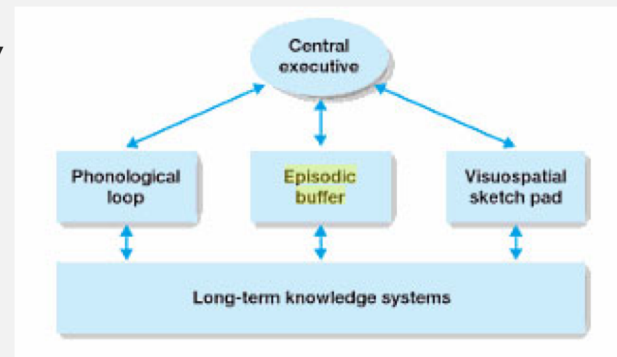 Central
executive
Phonological
loop
Episodic
buffer
Visuospatial
sketch pad
Long-term knowledge systems